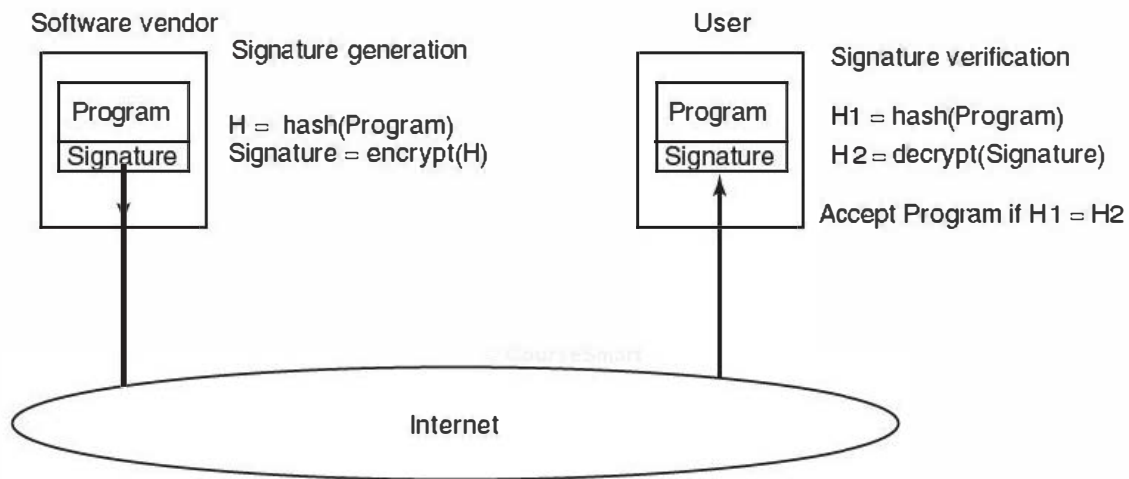 Software vendor
Signature generation
Program
Signature
H = hash(Program)
Signature = encrypt(H)
User
Signature verification
Program
Signature
H1 = hash(Program)
H2 = decrypt(Signature)
Accept Program if H1 = H2
CourseSmart
Internet